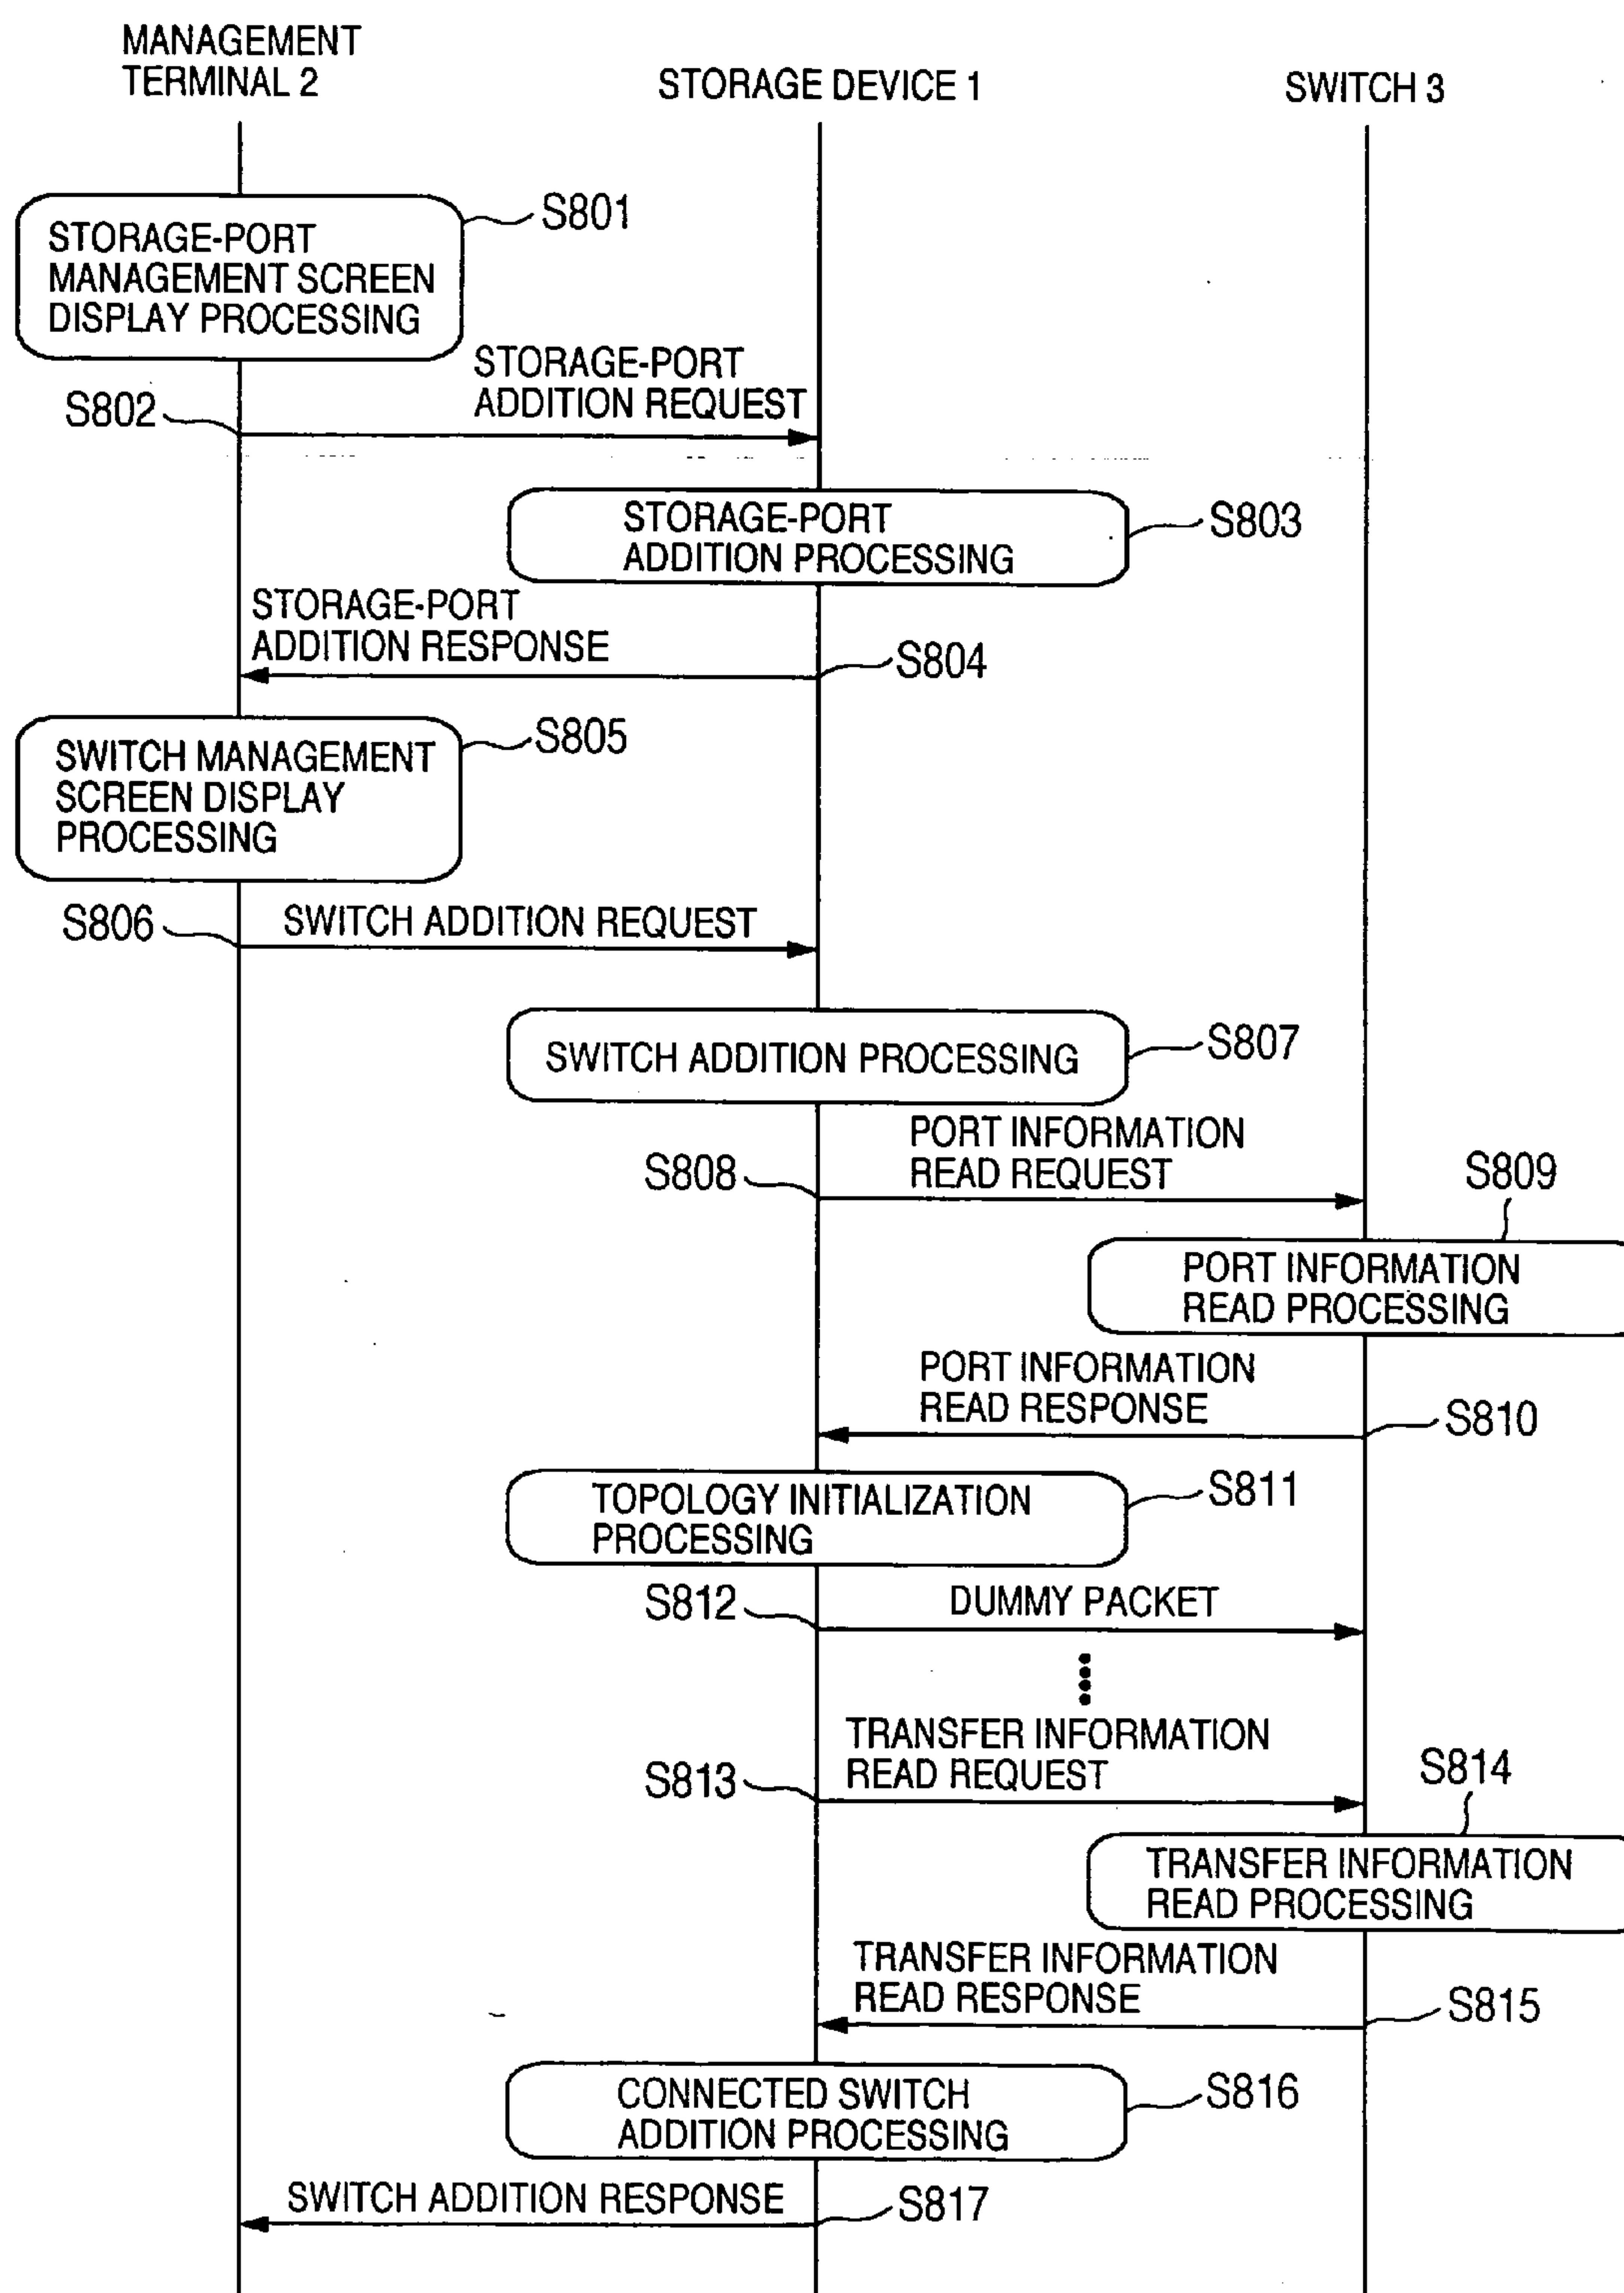 MANAGEMENT
TERMINAL 2
STORAGE DEVICE 1
SWITCH 3
S801
STORAGE-PORT
MANAGEMENT SCREEN
DISPLAY PROCESSING
STORAGE-PORT
ADDITION REQUEST
S802
STORAGE-PORT
ADDITION PROCESSING
S803
STORAGE-PORT
ADDITION RESPONSE
S804
S805
SWITCH MANAGEMENT
SCREEN DISPLAY
PROCESSING
S806
SWITCH ADDITION REQUEST
SWITCH ADDITION PROCESSING
S807
PORT INFORMATION
READ REQUEST
S808
S809
PORT INFORMATION
READ PROCESSING
PORT INFORMATION
READ RESPONSE
S810
TOPOLOGY INITIALIZATION
PROCESSING
S811
S812
DUMMY PACKET
TRANSFER INFORMATION
READ REQUEST
S813
S814
TRANSFER INFORMATION
READ PROCESSING
TRANSFER INFORMATION
READ RESPONSE
S815
CONNECTED SWITCH
ADDITION PROCESSING
S816
SWITCH ADDITION RESPONSE
S817